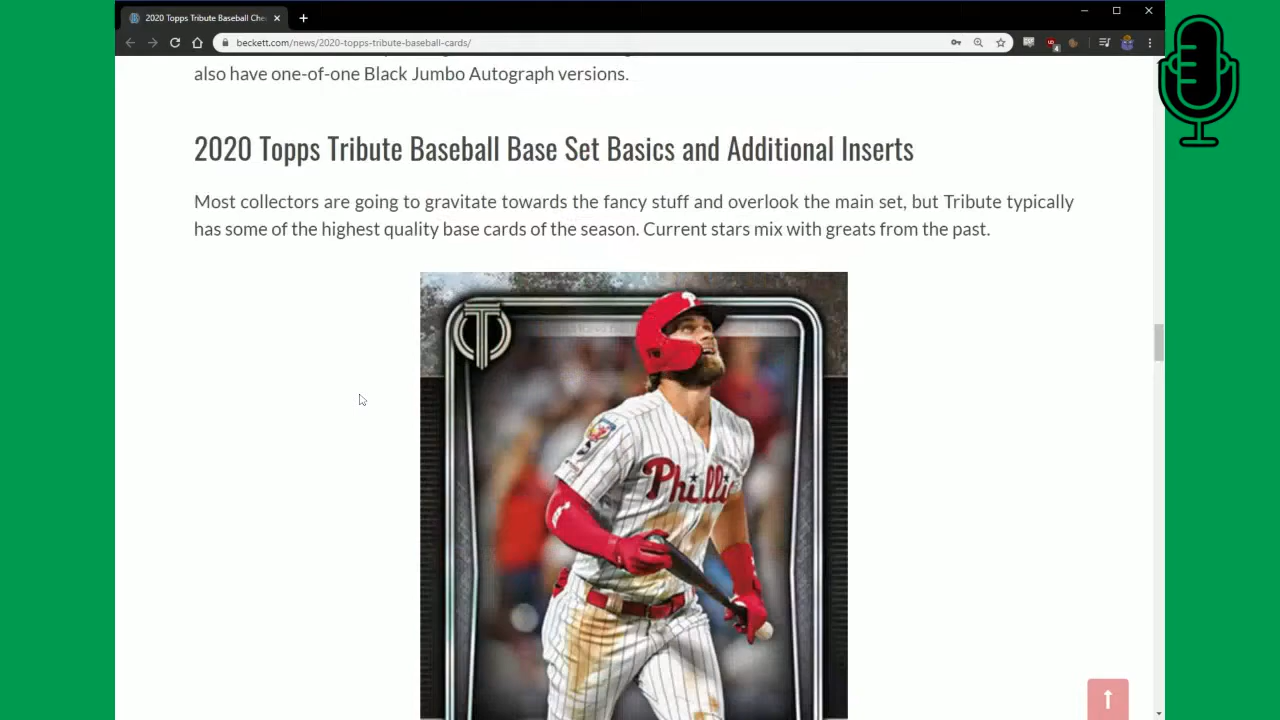 2020 Topps Tribute Baseball Che
beckett.com/news/2020-topps-tribute-baseball-cards/
4
also have one-of-one Black Jumbo Autograph versions.
2020 Topps Tribute Baseball Base Set Basics and Additional Inserts
Most collectors are going to gravitate towards the fancy stuff and overlook the main set, but Tribute typically
has some of the highest quality base cards of the season. Current stars mix with greats from the past.
T
P
Philli